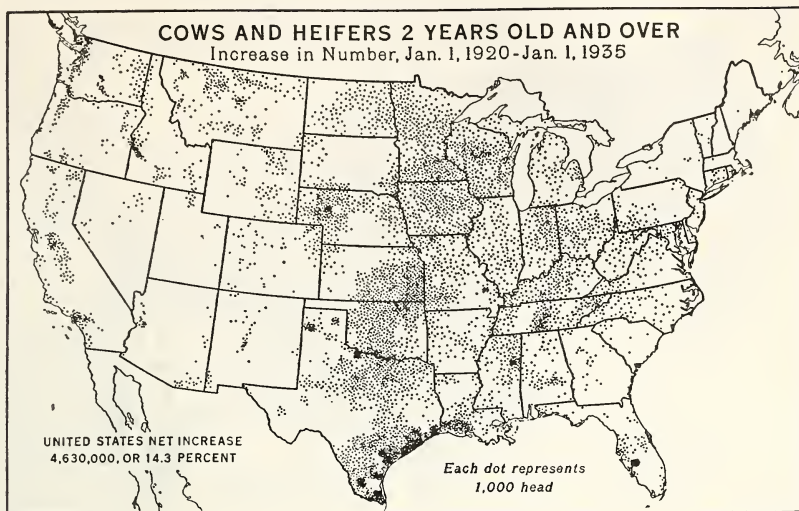 COWS AND HEIFERS 2 YEARS OLD AND OVER
Increase in Number, Jan. 1, 1920-Jan. 1, 1935
UNITED STATES NET INCREASE
4,630,000, OR 14.3 PERCENT
Each dot represents
1,000 head